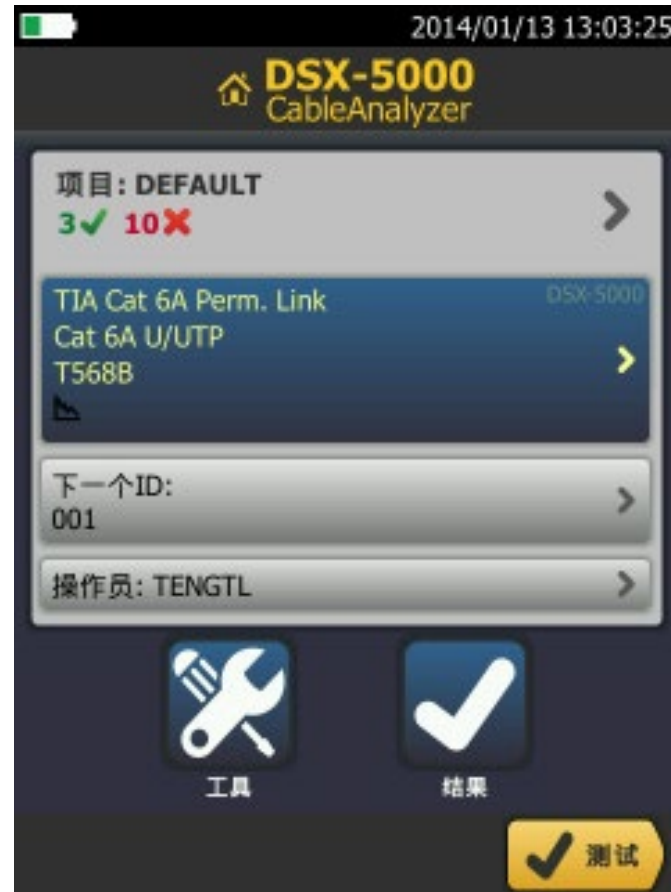 2014/01/13 13:03:25
DSX-5000
CableAnalyzer
项目: DEFAULT
3 10
TIA Cat 6A Perm. Link
DSX-5000
Cat 6A U/UTP
T568B
下一个ID:
001
操作员: TENGTL
工具
结果
测试